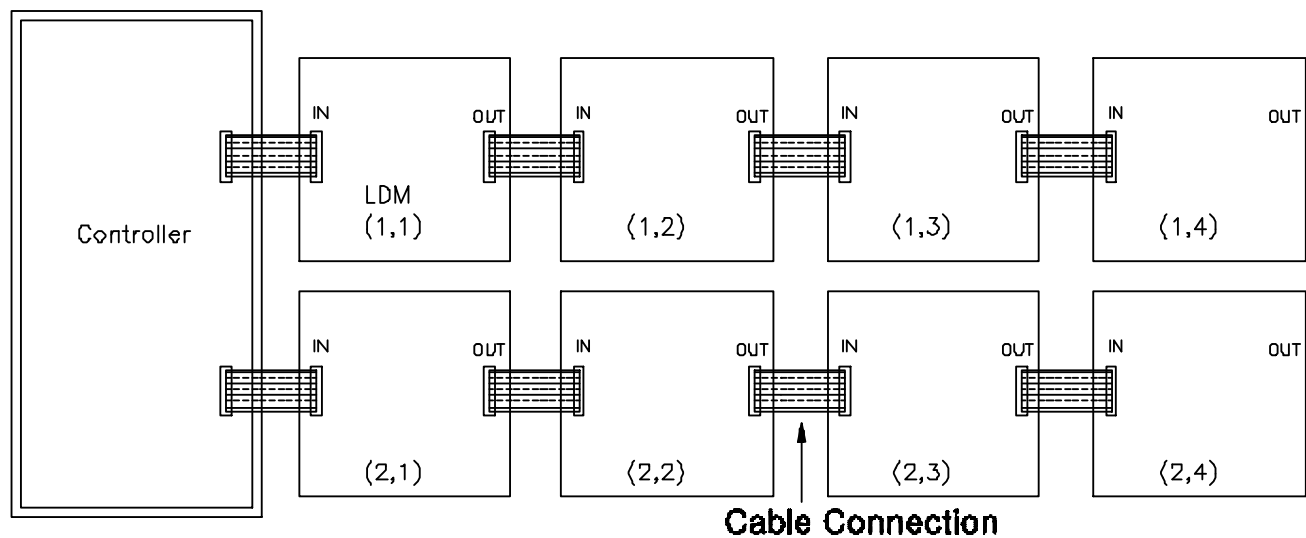 IN OUT IN OUT IN OUT IN OUT
LDM
(1,1) (1,2) (1,3) (1,4)
Controller
IN OUT IN OUT IN OUT IN OUT
(2,1) (2,2) (2,3) (2,4)
Cable Connection